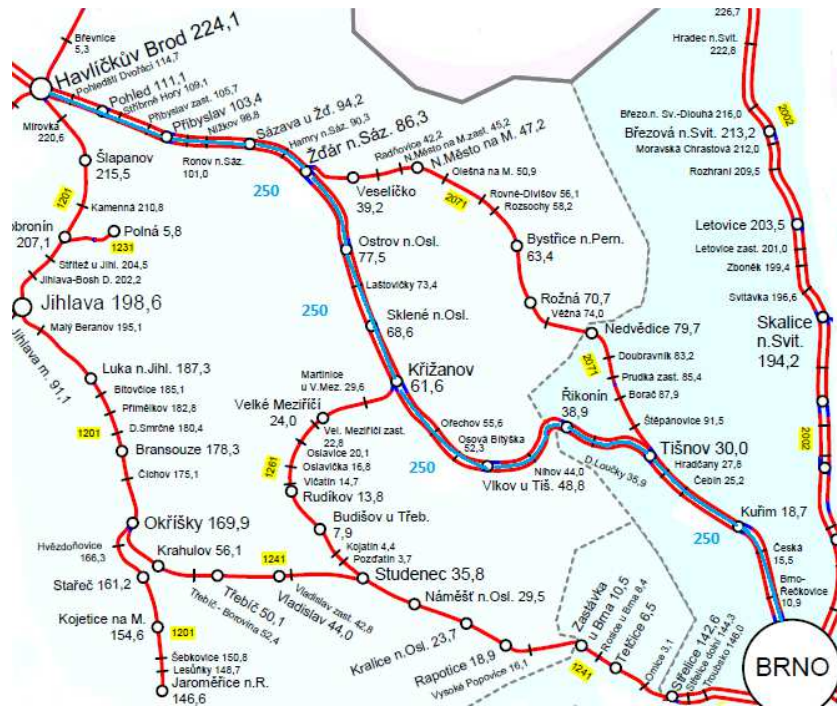 226,7
Hradec n.Svit.
222,8
Břevnice
5,3
Havlíčkův Brod 224,1
Pohledští Dvořáci 114,7
Pohled 111,1
Stříbrné Hory 109,1
Přibyslav zast. 105,7
Přibyslav 103,4
Nížkov 98,8
Sázava u Žď. 94,2
Hamry n.Sáz. 90,3
Žďár n.Sáz. 86,3
Ronov n.Sáz.
101,0
250
Mírovka
220,6
Šlapanov
215,5
1201
Kamenná 210,8
obronín
207,1
Polná 5,8
1231
Střítež u Jihl. 204,5
Jihlava-Bosh D. 202,2
Jihlava 198,6
Malý Beranov 195,1
Jihlava m. 91,1
Luka n.Jihl. 187,3
Bítovčice 185,1
Přímělkov 182,8
D.Smrčné 180,4
1201
Bransouze 178,3
Číchov 175,1
Okříšky 169,9
Hvězdoňovice
166,3
Krahulov 56,1
Stařeč 161,2
Kojetice na M.
154,6
1201
Šebkovice 150,8
Lesůňky 148,7
Jaroměřice n.R.
146,6
Třebíč 50,1
Třebíč - Borovina 52,4
1241
Vladislav 44,0
Vladislav zast. 42,8
Studenec 35,8
Náměšť n.Osl. 29,5
Kralice n.Osl. 23,7
Rapotice 18,9
Vysoké Popovice 16,1
Zastávka
u Brna 10,5
Rosice u Brna 8,4
Tetčice 6,5
Omice 3,1
1241
Střelice 142,6
Střelice dolní 144,3
Troubsko 146,0
BRNO
Veselíčko
39,2
Radňovice 42,2
N.Město na M.zast. 45,2
N.Město na M. 47,2
Olešná na M. 50,9
2071
Rovné-Divišov 56,1
Rozsochy 58,2
Bystřice n.Pern.
63,4
Rožná 70,7
Věžná 74,0
Nedvědice 79,7
Doubravník 83,2
2071
Prudká zast. 85,4
Borač 87,9
Štěpánovice 91,5
Ostrov n.Osl.
77,5
Laštovičky 73,4
250
Sklené n.Osl.
68,6
Křižanov
61,6
Martinice
u V.Mez. 29,6
Velké Meziříčí
24,0
Vel. Meziříčí zast.
22,8
Oslavice 20,1
Oslavička 16,8
1261
Vlčatín 14,7
Rudíkov 13,8
Budišov u Třeb.
7,9
Kojatín 4,4
Pozďatín 3,7
Ořechov 55,6
Osová Bítýška
52,3
250
Vlkov u Tiš. 48,8
Níhov 44,0
Říkonín
38,9
D.Loučky 35,9
Tišnov 30,0
Hradčany 27,8
Čebín 25,2
Kuřim 18,7
250
Česká
15,5
Brno-
Řečkovice
10,9
2002
Březo.n. Sv.-Dlouhá 216,0
Březová n.Svit. 213,2
Moravská Chrastová 212,0
Rozhraní 209,5
Letovice 203,5
Letovice zast. 201,0
Zboněk 199,4
Svitávka 196,6
Skalice
n.Svit.
194,2
2002